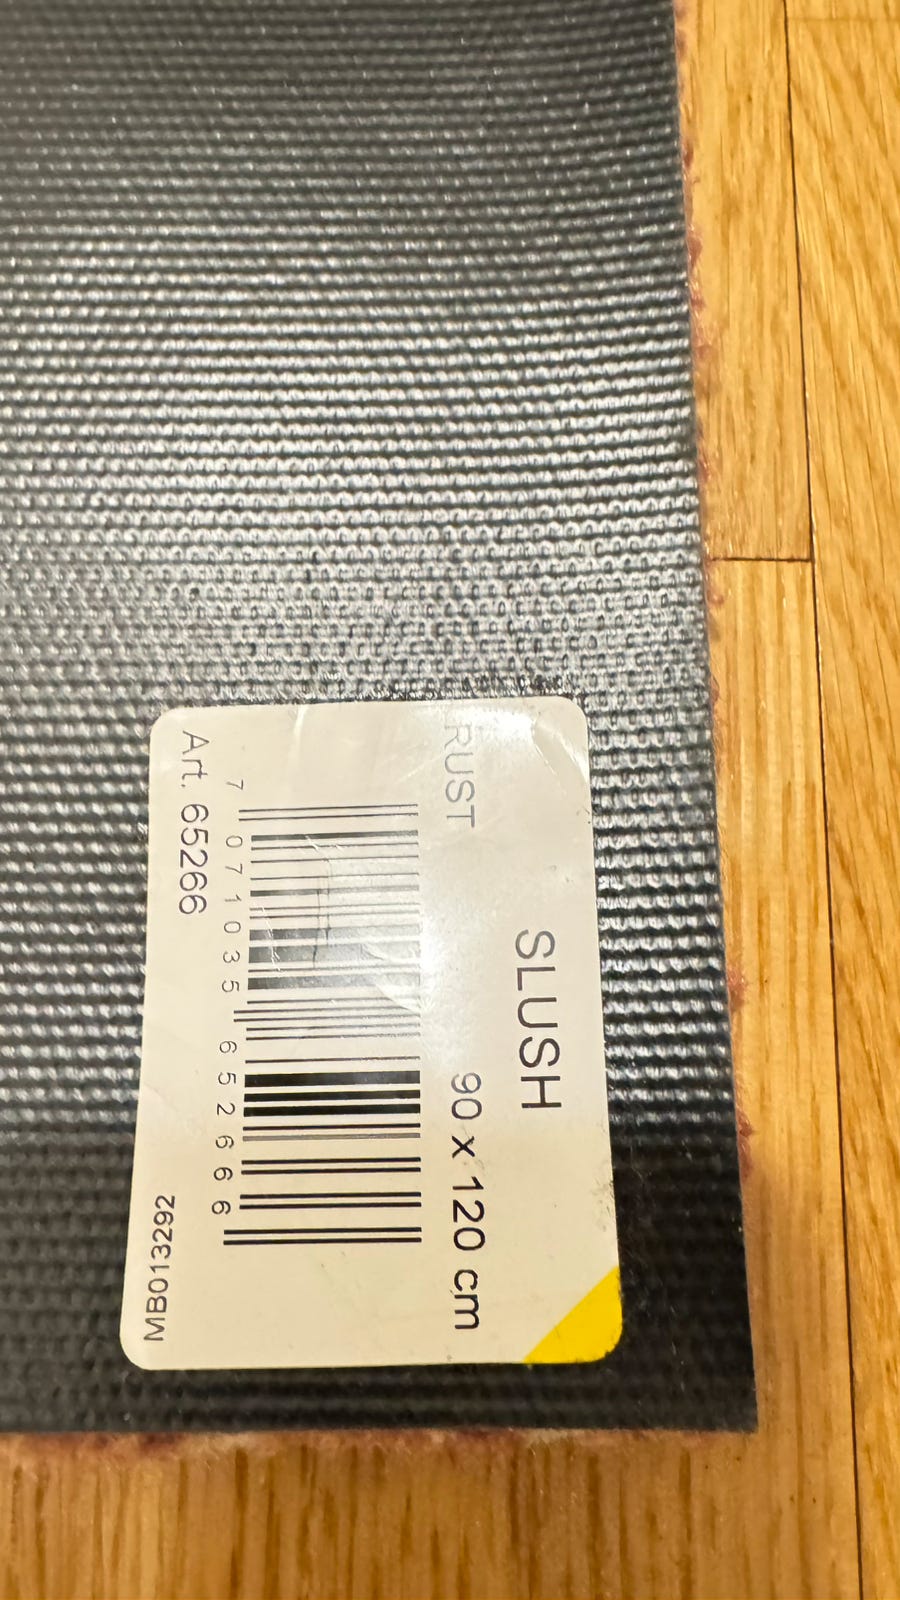 SLUSH
RUST 90 x 120 cm
7 071035 652666
Art. 65266
MB013292